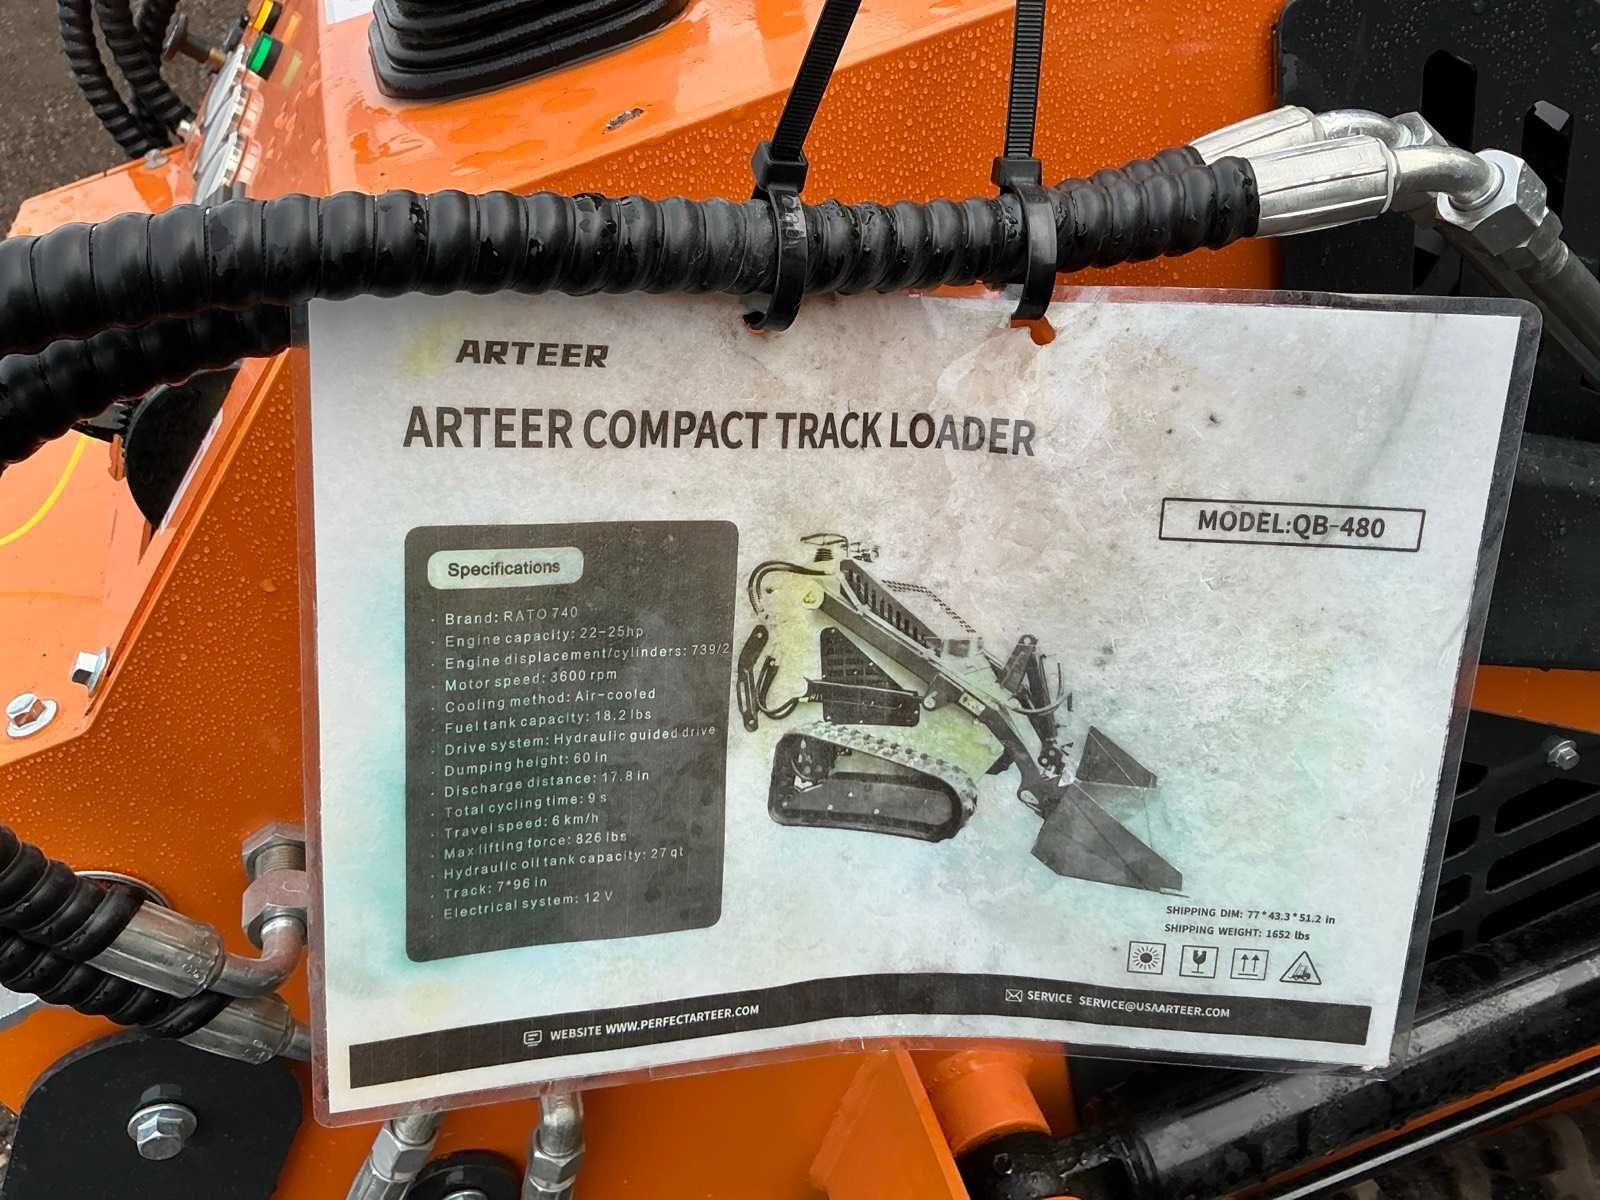 ARTEER
ARTEER COMPACT TRACK LOADER
MODEL:QB-480
Specifications
· Brand: RATO 740
· Engine capacity: 22-25hp
· Engine displacement/cylinders: 739/2
· Motor speed: 3600 rpm
· Cooling method: Air-cooled
· Fuel tank capacity: 18.2 lbs
· Drive system: Hydraulic guided drive
· Dumping height: 60 in
· Discharge distance: 17.8 in
· Total cycling time: 9 s
· Travel speed: 6 km/h
· Max lifting force: 826 lbs
· Hydraulic oil tank capacity: 27 qt
· Track: 7*96 in
· Electrical system: 12 V
SHIPPING DIM: 77*43.3*51.2 in
SHIPPING WEIGHT: 1652 lbs
WEBSITE WWW.PERFECTARTEER.COM
SERVICE SERVICE@USAARTEER.COM